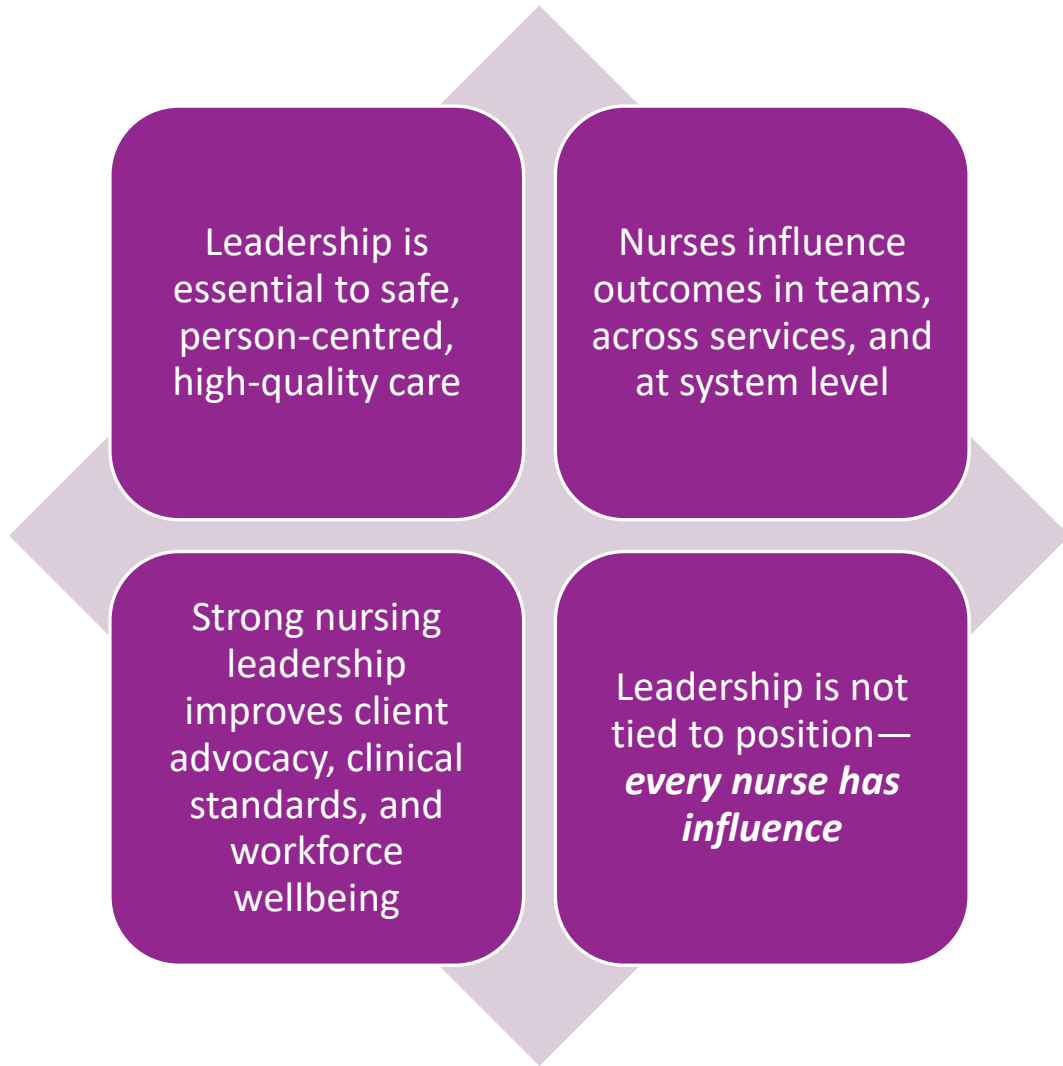 Leadership is
essential to safe,
person-centred,
high-quality care
Nurses influence
outcomes in teams,
across services, and
at system level
Strong nursing
leadership
improves client
advocacy, clinical
standards, and
workforce
wellbeing
Leadership is not
tied to position—
every nurse has
influence